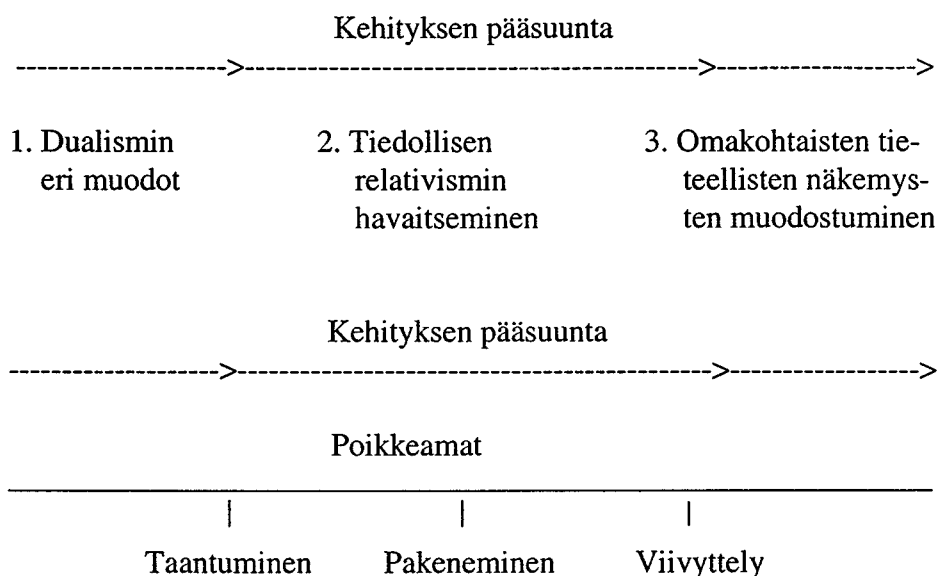 Kehityksen pääsuunta
--------------------->--------------------------------------------->--------------------->
1. Dualismin 2. Tiedollisen 3. Omakohtaisten tie-
eri muodot relativismin teellisten näkemys-
havaitseminen ten muodostuminen
Kehityksen pääsuunta
--------------------->--------------------------------------------->--------------------->
Poikkeamat
Taantuminen Pakeneminen Viivyttely